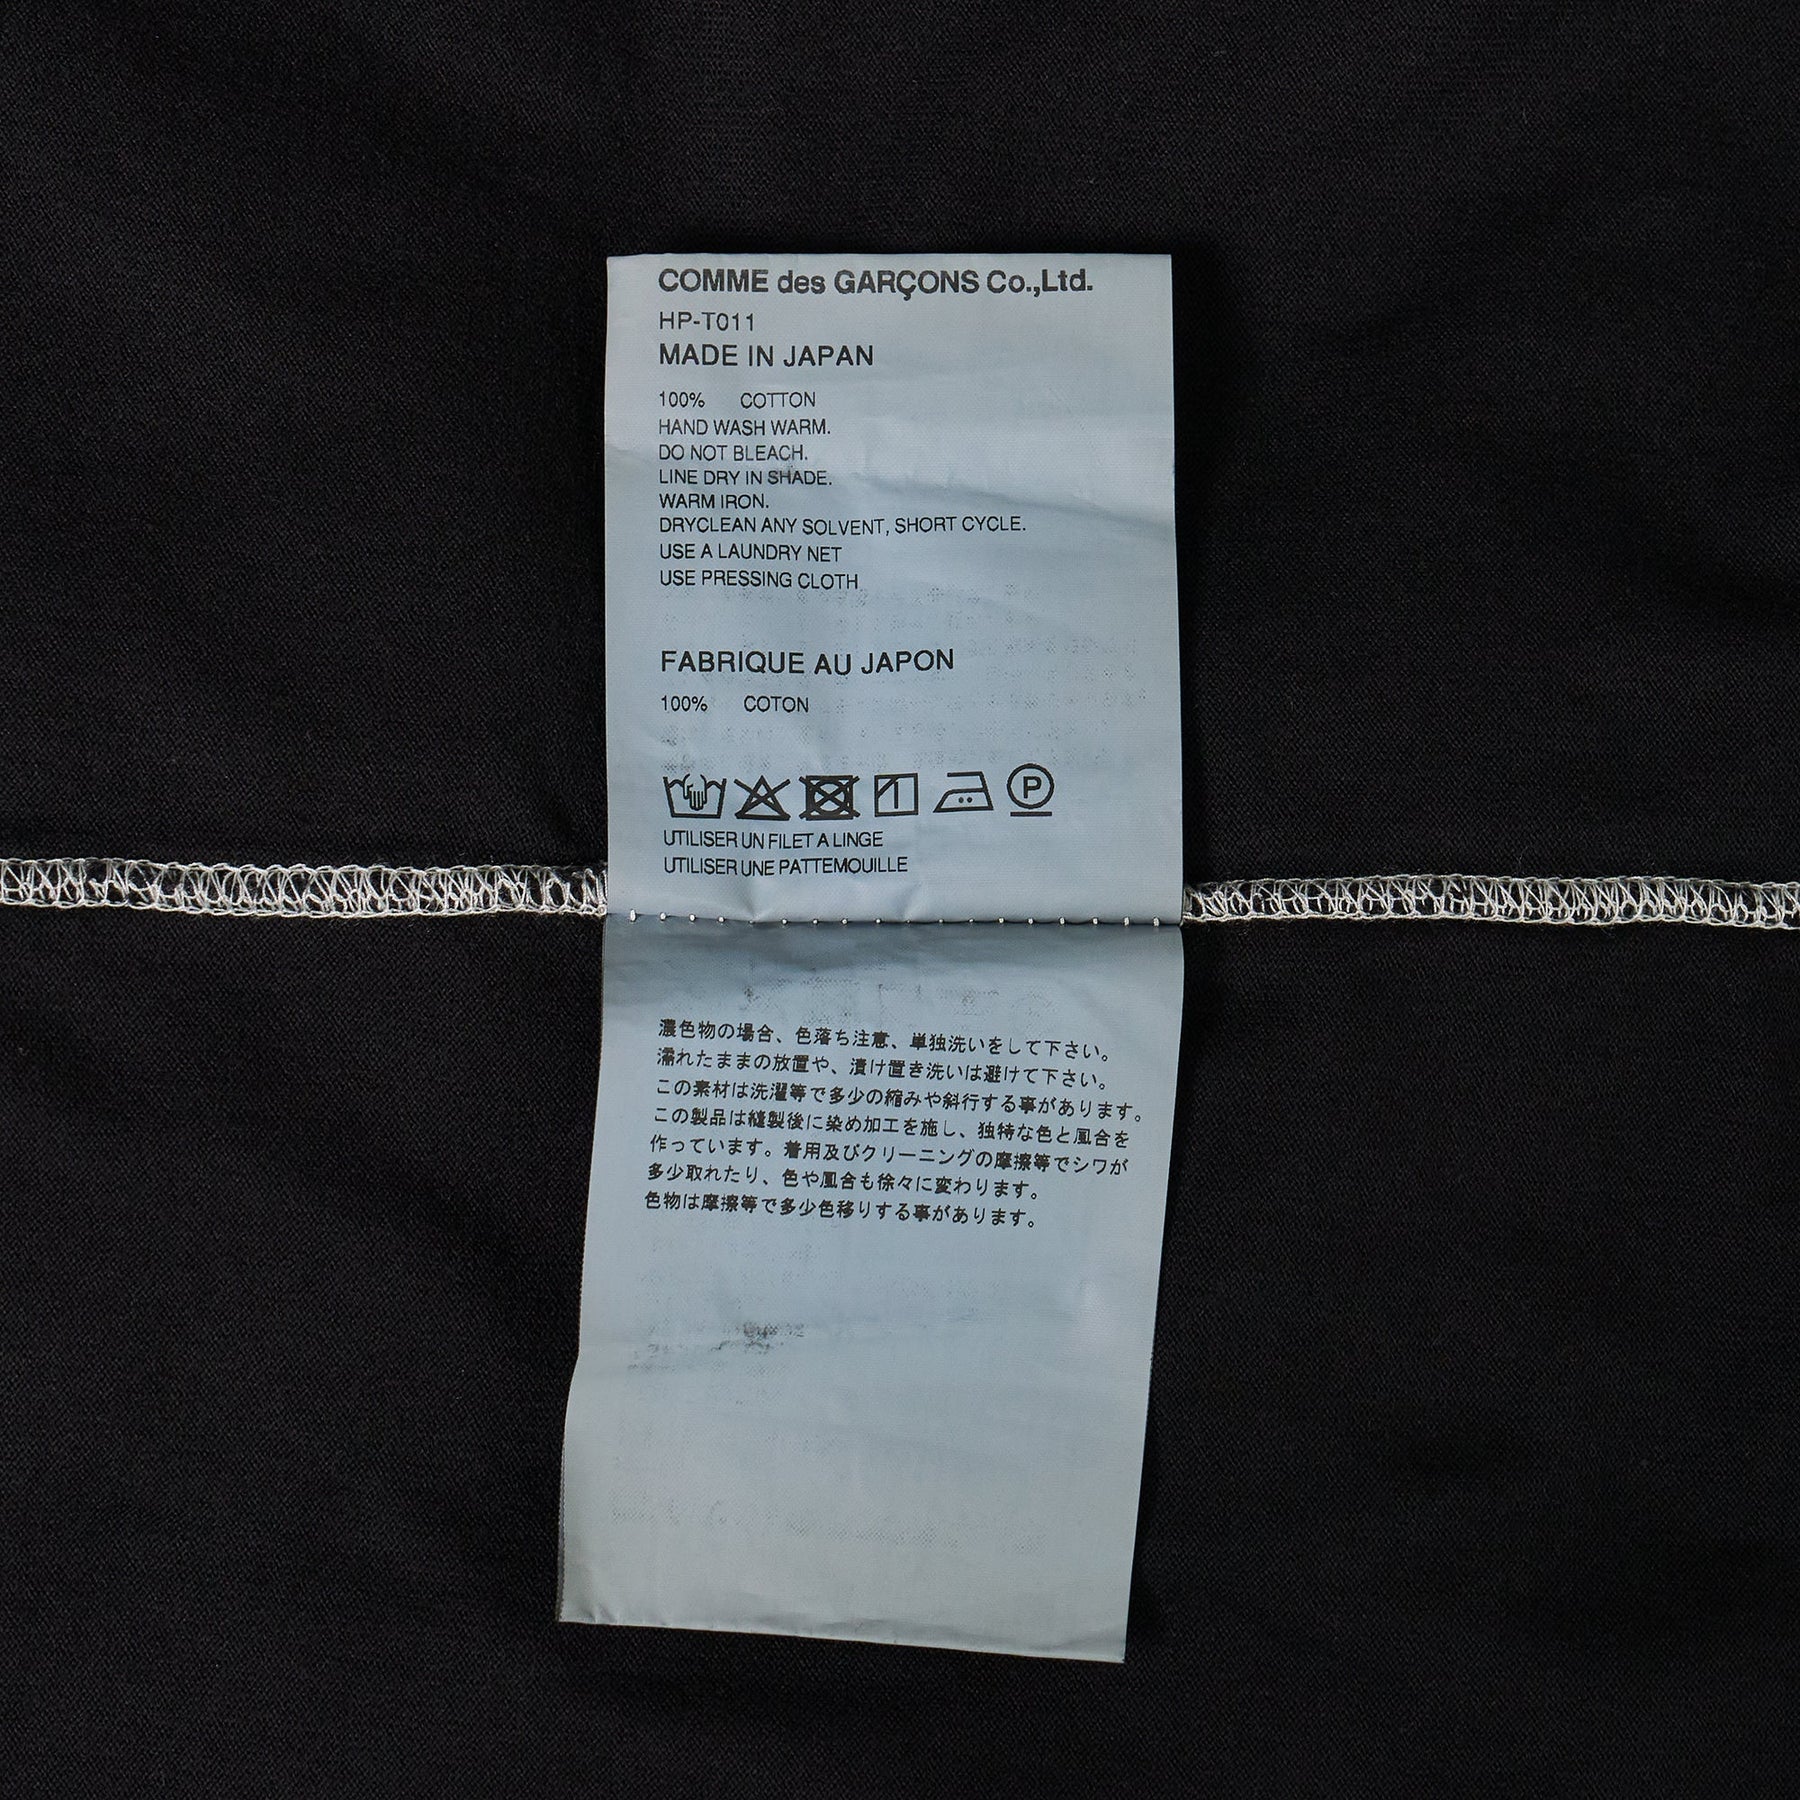 COMME des GARÇONS Co.,Ltd.
HP-T011
MADE IN JAPAN
100% COTTON
HAND WASH WARM.
DO NOT BLEACH.
LINE DRY IN SHADE.
WARM IRON.
DRYCLEAN ANY SOLVENT, SHORT CYCLE.
USE A LAUNDRY NET
USE PRESSING CLOTH
FABRIQUE AU JAPON
100% COTON
P
UTILISER UN FILET A LINGE
UTILISER UNE PATTEMOUILLE
濃色物の場合、色落ち注意、単独洗いをして下さい。
濡れたままの放置や、漬け置き洗いは避けて下さい。
この素材は洗濯等で多少の縮みや斜行する事があります。
この製品は縫製後に染め加工を施し、独特な色と風合を
作っています。着用及びクリーニングの摩擦等でシワが
多少取れたり、色や風合も徐々に変わります。
色物は摩擦等で多少色移りする事があります。